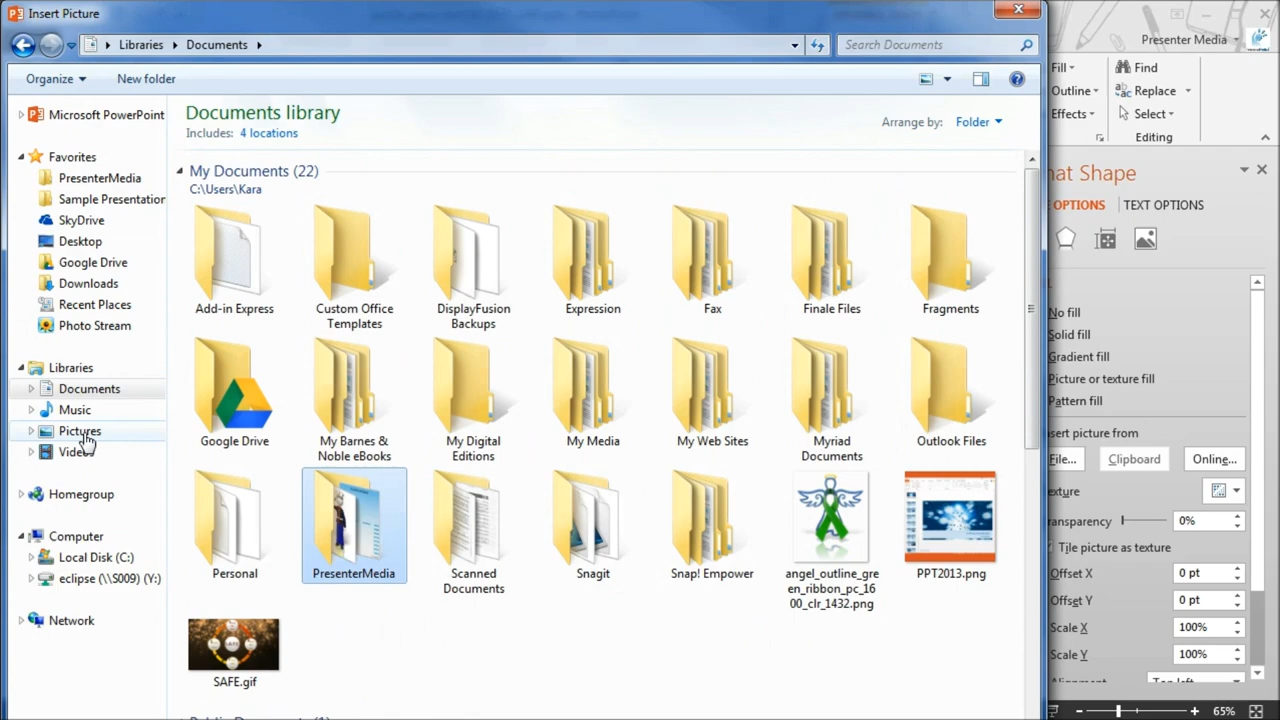 Insert Picture
Libraries
Documents
Search Documents
Presenter Media
Organize
New folder
Fill
Find
Outline
Replace
Effects
Select
Editing
Microsoft PowerPoint
Favorites
PresenterMedia
Sample Presentation
SkyDrive
Desktop
Google Drive
Downloads
Recent Places
Photo Stream
Libraries
Documents
Music
Pictures
Homegroup
Computer
Local Disk (C:)
eclipse (\\S009) (Y:)
Network
Documents library
Includes: 4 locations
Arrange by: Folder
My Documents (22)
C:\Users\Kara
Add-in Express
Custom Office
Templates
DisplayFusion
Backups
Expression
Fax
Finale Files
Fragments
Google Drive
My Barnes &
Noble eBooks
My Digital
Editions
My Media
My Web Sites
Myriad
Documents
Outlook Files
Personal
PresenterMedia
Scanned
Documents
Snagit
Snap! Empower
angel_outline_gre
en_ribbon_pc_16
00_clr_1432.png
PPT2013.png
SAFE.gif
Shape
OPTIONS
TEXT OPTIONS
No fill
Solid fill
Gradient fill
Picture or texture fill
Pattern fill
picture from
File...
Clipboard
Online...
0%
Tile picture as texture
Offset X
0 pt
Offset Y
0 pt
Scale X
100%
Scale Y
100%
65%